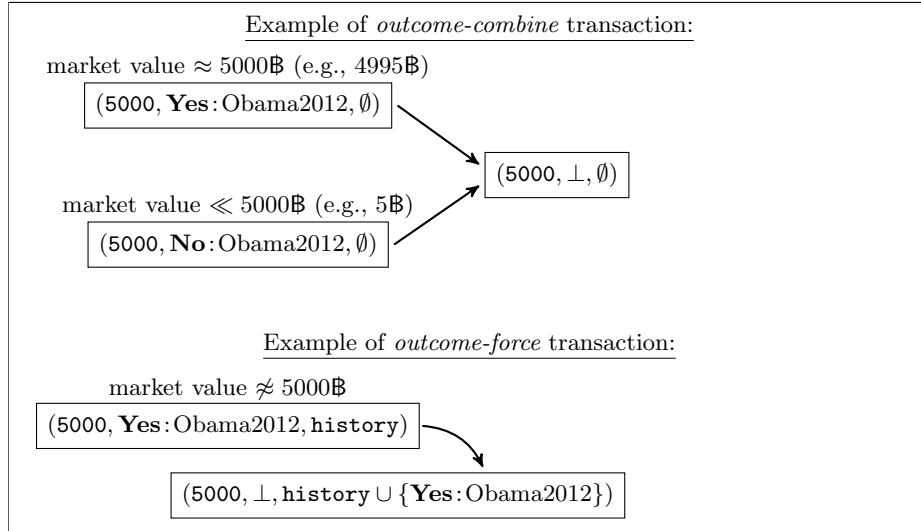 Example of outcome-combine transaction:
market value ≈ 5000฿ (e.g., 4995฿)
(5000, Yes:Obama2012, ∅)
(5000, ⊥, ∅)
market value ≪ 5000฿ (e.g., 5฿)
(5000, No:Obama2012, ∅)
Example of outcome-force transaction:
market value ≉ 5000฿
(5000, Yes:Obama2012, history)
(5000, ⊥, history ∪ {Yes:Obama2012})